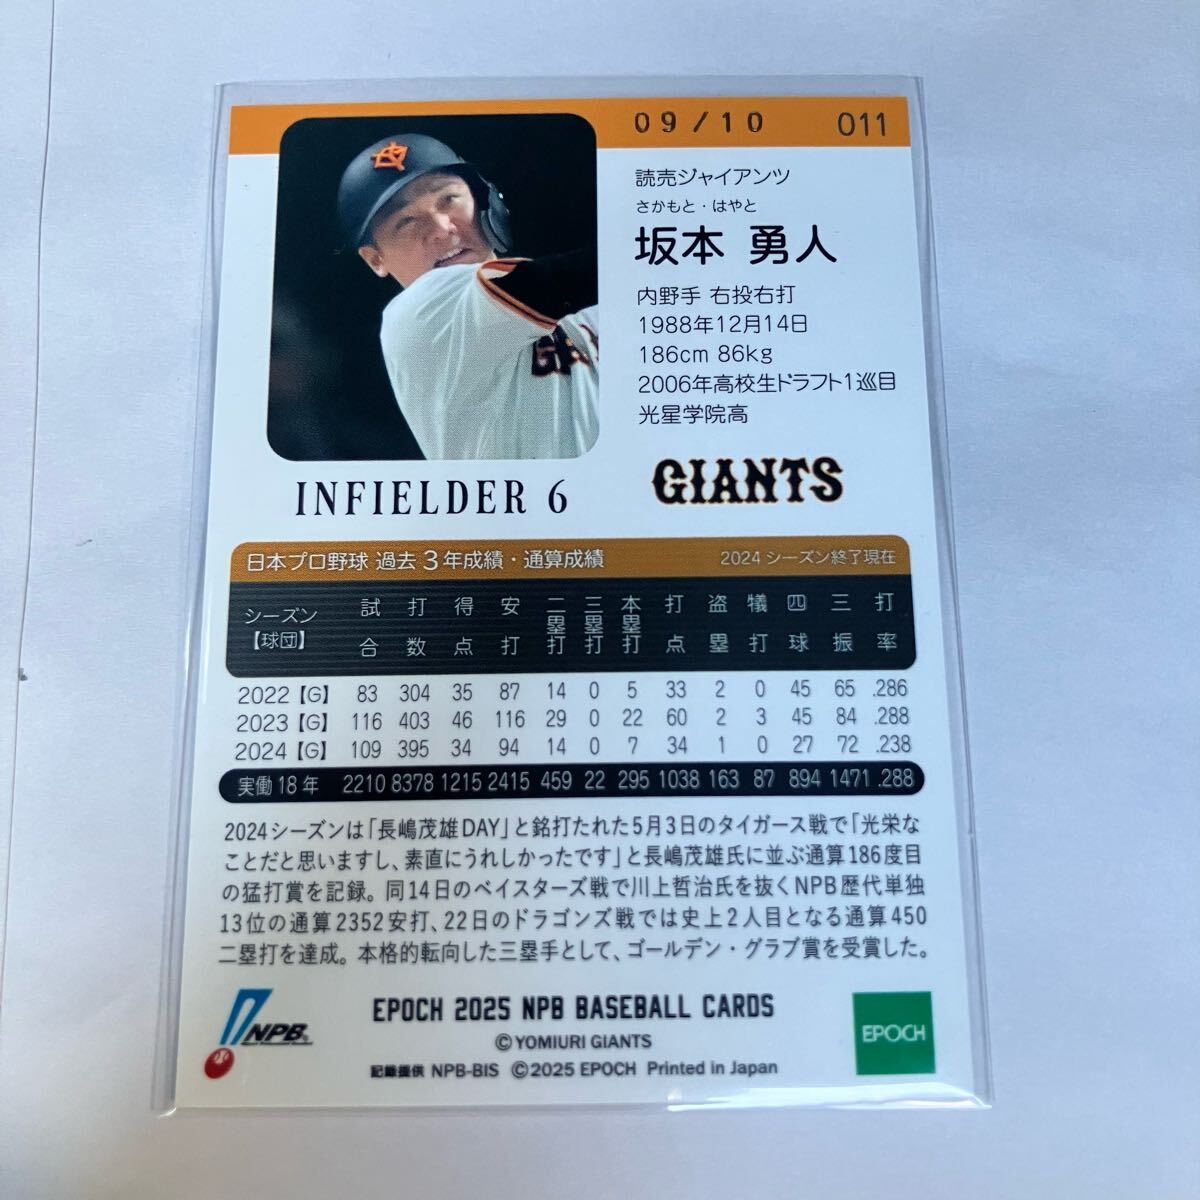 09/10 011
読売ジャイアンツ
さかもと・はやと
坂本 勇人
内野手 右投右打
1988年12月14日
186cm 86kg
2006年高校生ドラフト1巡目
光星学院高
INFIELDER 6
GIANTS
日本プロ野球 過去3年成績・通算成績 2024シーズン終了現在
シーズン【球団】 試合 打数 得点 安打 二塁打 三塁打 本塁打 打点 盗塁 犠打 四球 三振 打率
2022【G】 83 304 35 87 14 0 5 33 2 0 45 65 .286
2023【G】 116 403 46 116 29 0 22 60 2 3 45 84 .288
2024【G】 109 395 34 94 14 0 7 34 1 0 27 72 .238
実働18年 2210 8378 1215 2415 459 22 295 1038 163 87 894 1471 .288
2024シーズンは「長嶋茂雄DAY」と銘打たれた5月3日のタイガース戦で「光栄な
ことだと思いますし、素直にうれしかったです」と長嶋茂雄氏に並ぶ通算186度目
の猛打賞を記録。同14日のベイスターズ戦で川上哲治氏を抜くNPB歴代単独
13位の通算2352安打、22日のドラゴンズ戦では史上2人目となる通算450
二塁打を達成。本格的転向した三塁手として、ゴールデン・グラブ賞を受賞した。
NPB
EPOCH 2025 NPB BASEBALL CARDS
©YOMIURI GIANTS
記録提供 NPB-BIS ©2025 EPOCH Printed in Japan
EPOCH